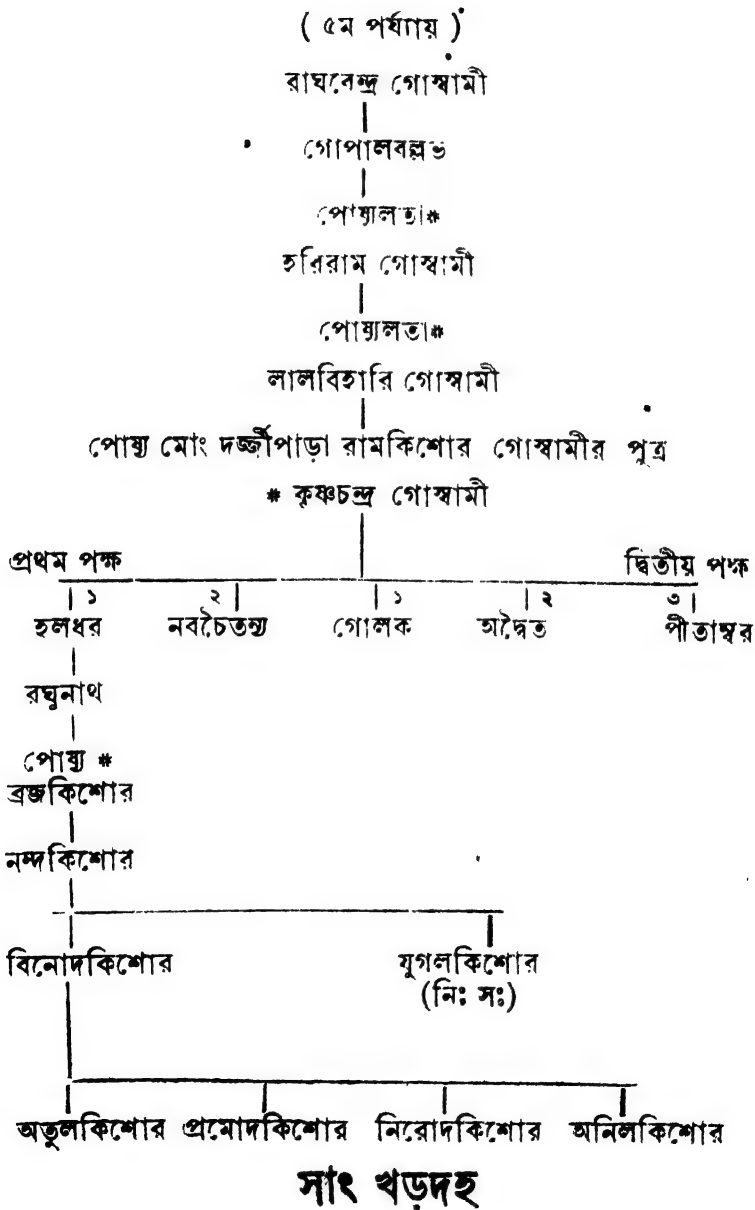 ( ৫ম পর্য্যায় )
রাঘবেন্দ্র গোস্বামী
গোপালবল্লভ
পোষ্যলতা*
হরিরাম গোস্বামী
পোষ্যলতা*
লালবিহারি গোস্বামী
পোষ্য মোং দর্জ্জীপাড়া রামকিশোর গোস্বামীর পুত্র
* কৃষ্ণচন্দ্র গোস্বামী
প্রথম পক্ষ দ্বিতীয় পক্ষ
১ ২ ১ ২ ৩
হলধর নবচৈতন্য গোলক অদ্বৈত পীতাম্বর
রঘুনাথ
পোষ্য *
ব্রজকিশোর
নন্দকিশোর
বিনোদকিশোর যুগলকিশোর
(নিঃ সঃ)
অতুলকিশোর প্রমোদকিশোর নিরোদকিশোর অনিলকিশোর
সাং খড়দহ